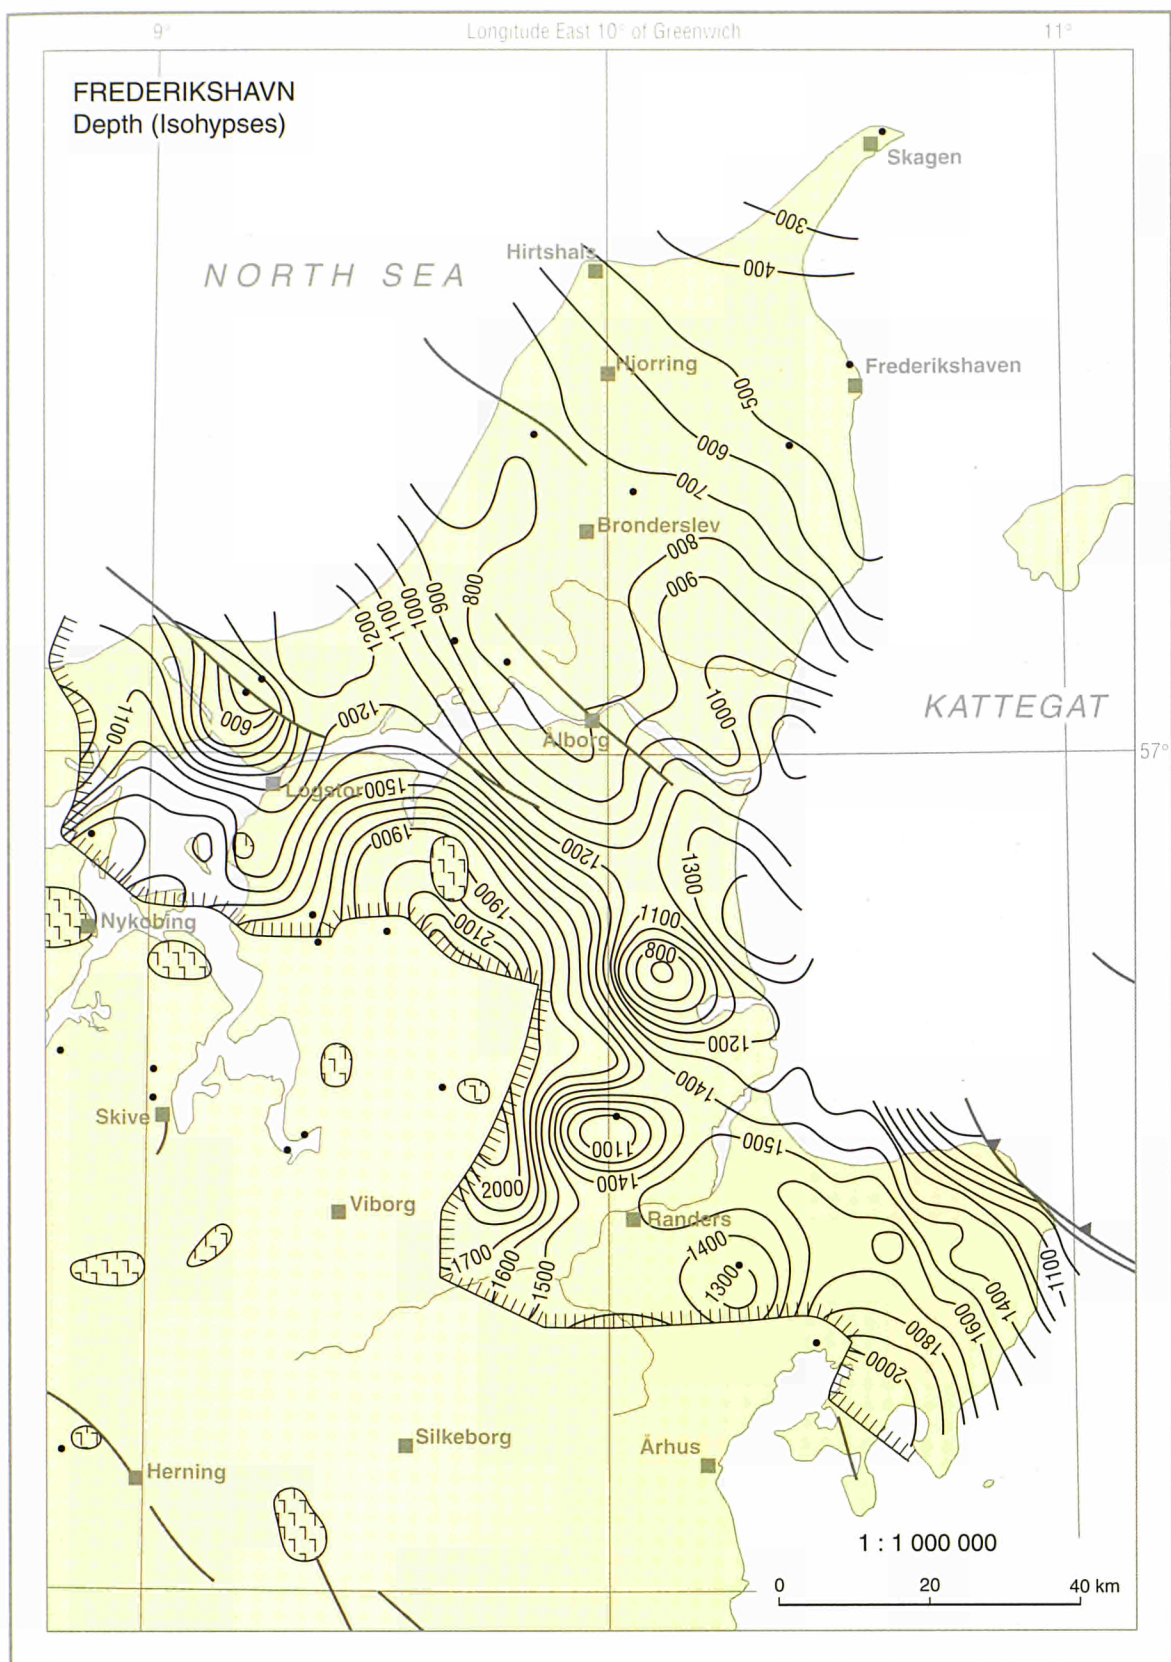 9°
Longitude East 10° of Greenwich
11°
FREDERIKSHAVN
Depth (Isohypses)
Skagen
300
Hirtshals
NORTH SEA
400
Hjorring
Frederikshaven
500
600
700
Bronderslev
800
900
800
900
1000
1100
1200
1000
KATTEGAT
1100
600
1200
Ålborg
57°
Logstor
1500
1900
1200
1300
1900
2100
1100
800
Nykobing
1200
1400
Skive
1100
1500
1400
2000
Viborg
Randers
1400
1300
1700
1600
1500
1100
1400
1600
1800
2000
Silkeborg
Århus
Herning
1 : 1 000 000
0 20 40 km